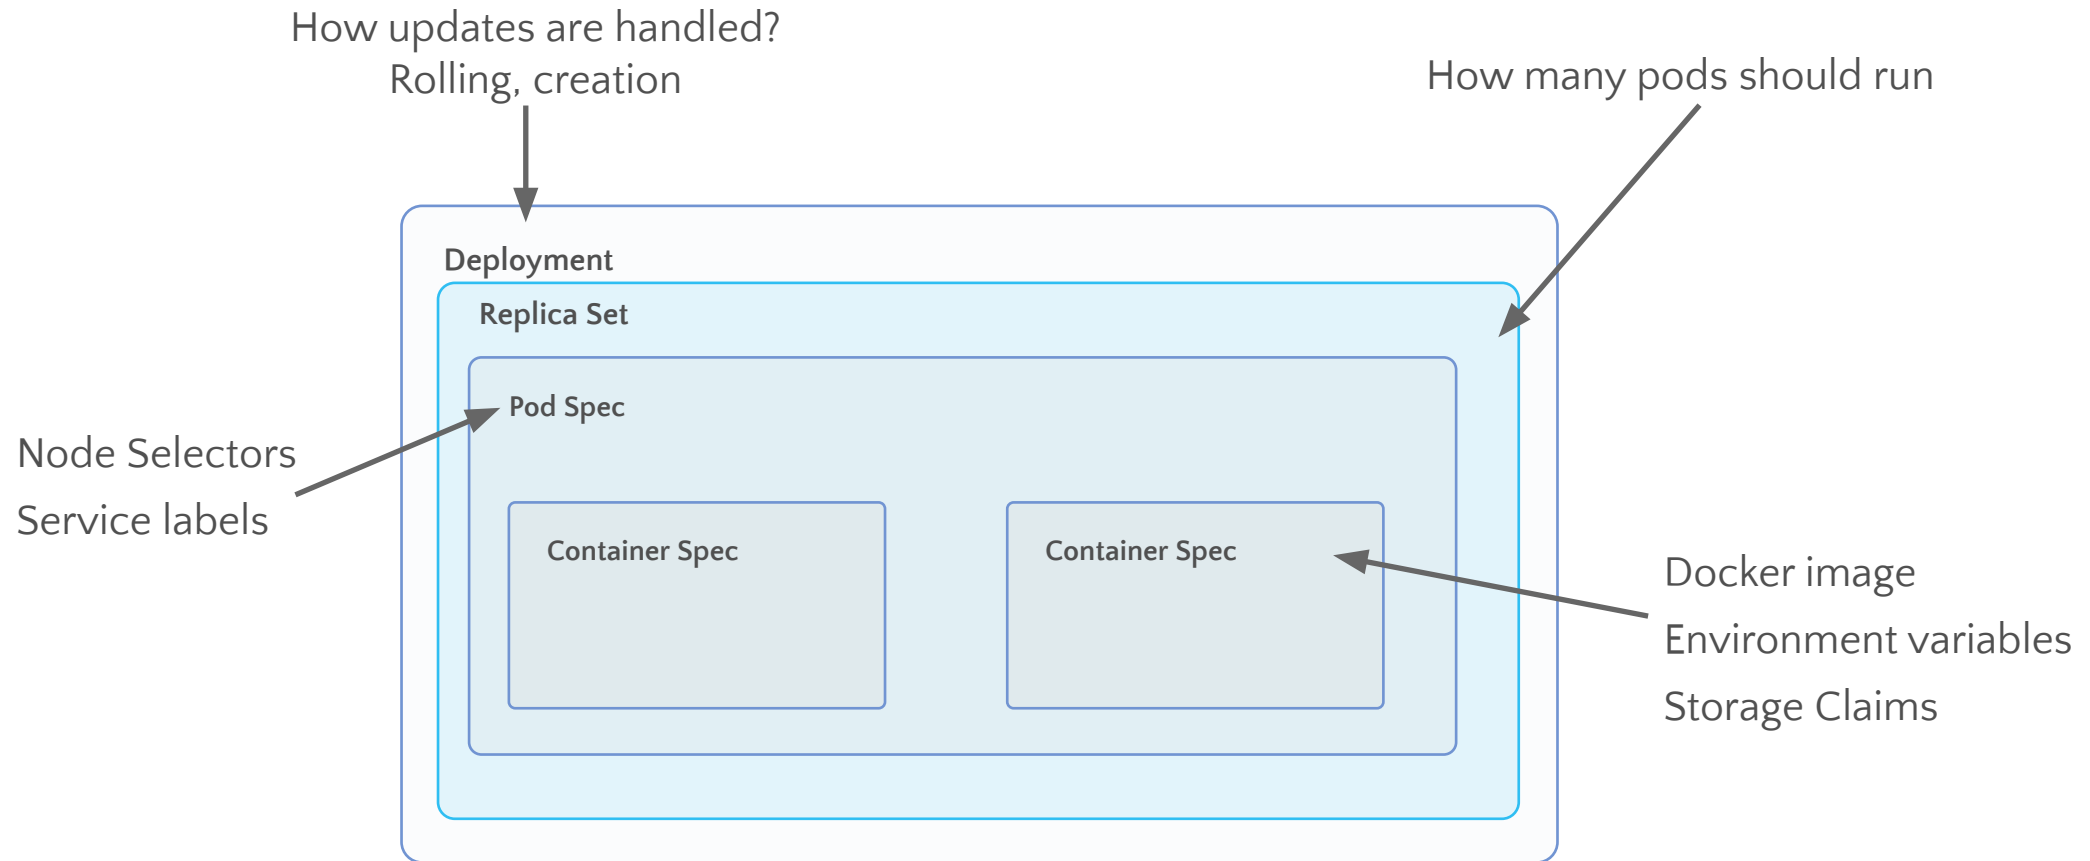 How updates are handled?
Rolling, creation
How many pods should run
Deployment
Replica Set
Pod Spec
Node Selectors
Service labels
Container Spec
Container Spec
Docker image
Environment variables
Storage Claims